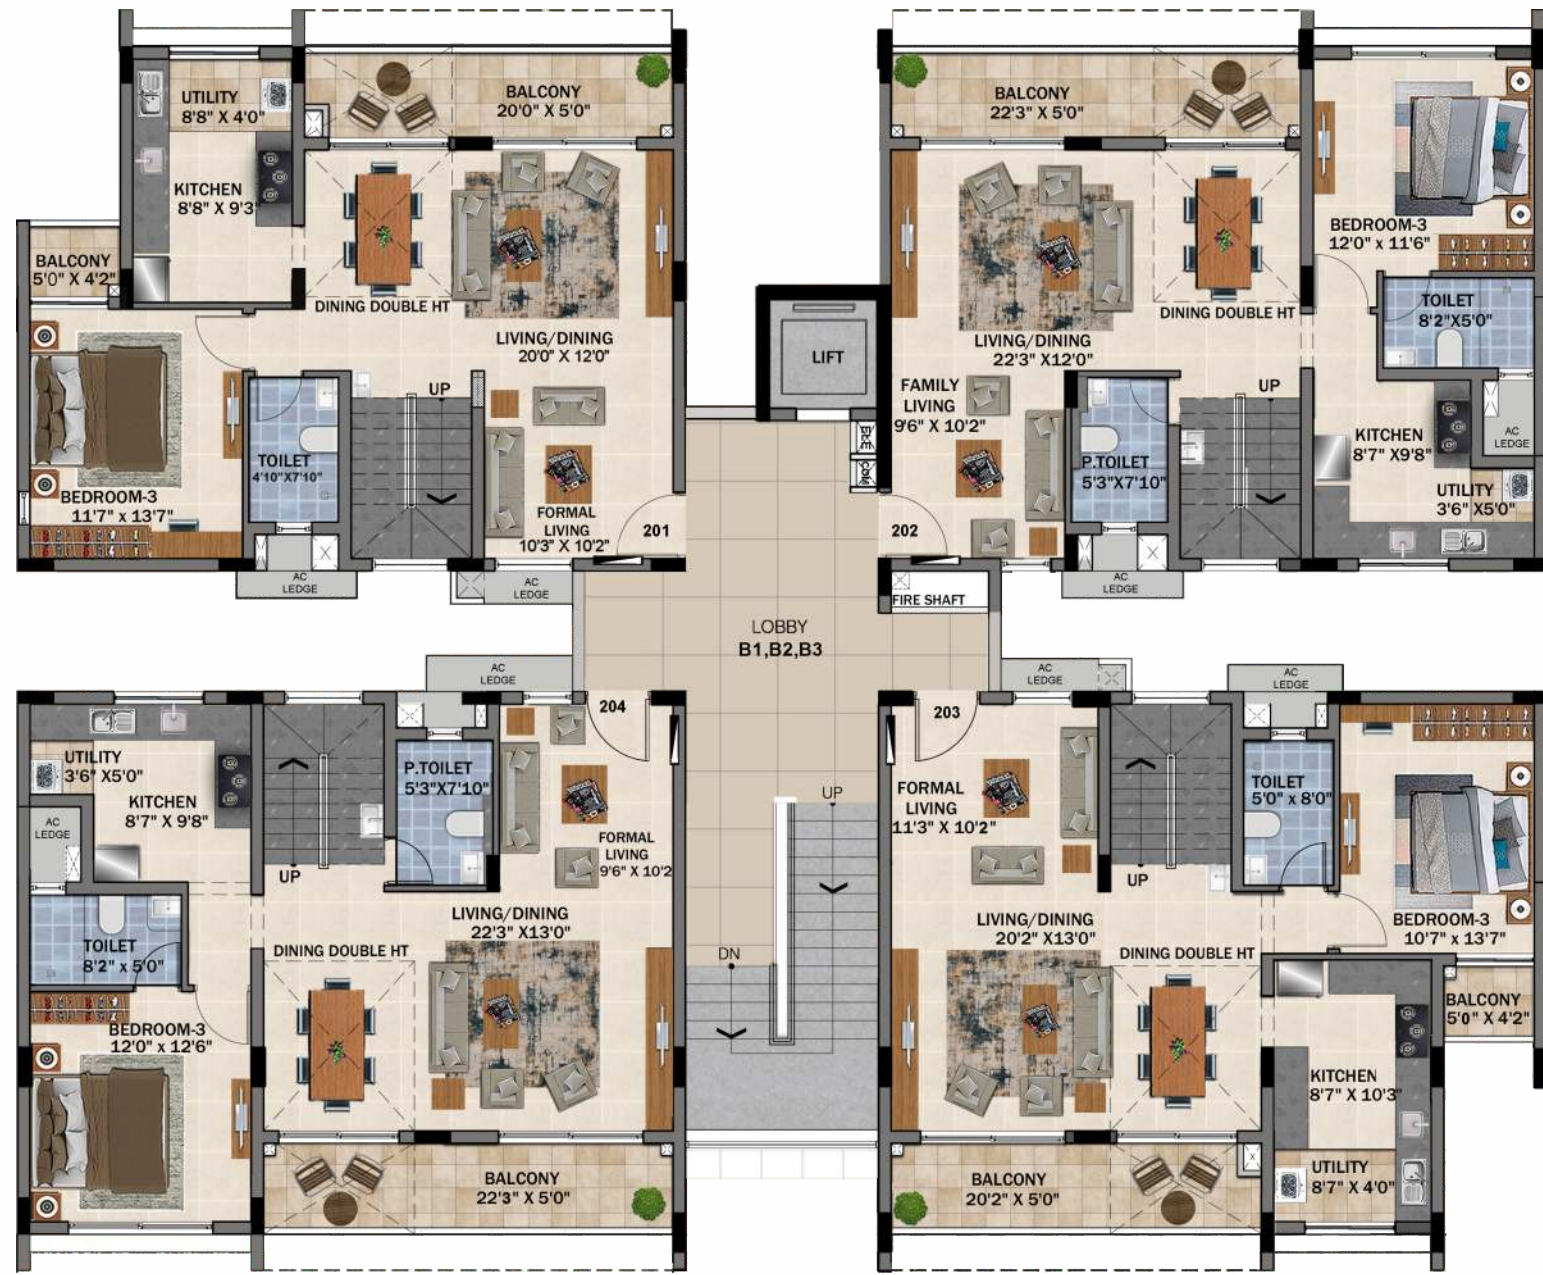 UTILITY
8'8" X 4'0"
BALCONY
20'0" X 5'0"
KITCHEN
8'8" X 9'3"
BALCONY
5'0" X 4'2"
DINING DOUBLE HT
LIVING/DINING
20'0" X 12'0"
UP
TOILET
4'10"X7'10"
BEDROOM-3
11'7" x 13'7"
FORMAL
LIVING
10'3" X 10'2"
201
AC
LEDGE
AC
LEDGE
LIFT
FIRE SHAFT
LOBBY
B1,B2,B3
BALCONY
22'3" X 5'0"
BEDROOM-3
12'0" x 11'6"
DINING DOUBLE HT
TOILET
8'2"X5'0"
LIVING/DINING
22'3" X12'0"
FAMILY
LIVING
9'6" X 10'2"
UP
P.TOILET
5'3"X7'10"
KITCHEN
8'7" X9'8"
AC
LEDGE
UTILITY
3'6" X5'0"
202
AC
LEDGE
AC
LEDGE
204
UTILITY
3'6" X5'0"
KITCHEN
8'7" X 9'8"
AC
LEDGE
P.TOILET
5'3"X7'10"
UP
FORMAL
LIVING
9'6" X 10'2
LIVING/DINING
22'3" X13'0"
TOILET
8'2" x 5'0"
DINING DOUBLE HT
BEDROOM-3
12'0" x 12'6"
BALCONY
22'3" X 5'0"
UP
DN
AC
LEDGE
AC
LEDGE
203
FORMAL
LIVING
11'3" X 10'2"
TOILET
5'0" x 8'0"
UP
LIVING/DINING
20'2" X13'0"
BEDROOM-3
10'7" x 13'7"
DINING DOUBLE HT
BALCONY
5'0" X 4'2"
KITCHEN
8'7" X 10'3"
UTILITY
8'7" X 4'0"
BALCONY
20'2" X 5'0"